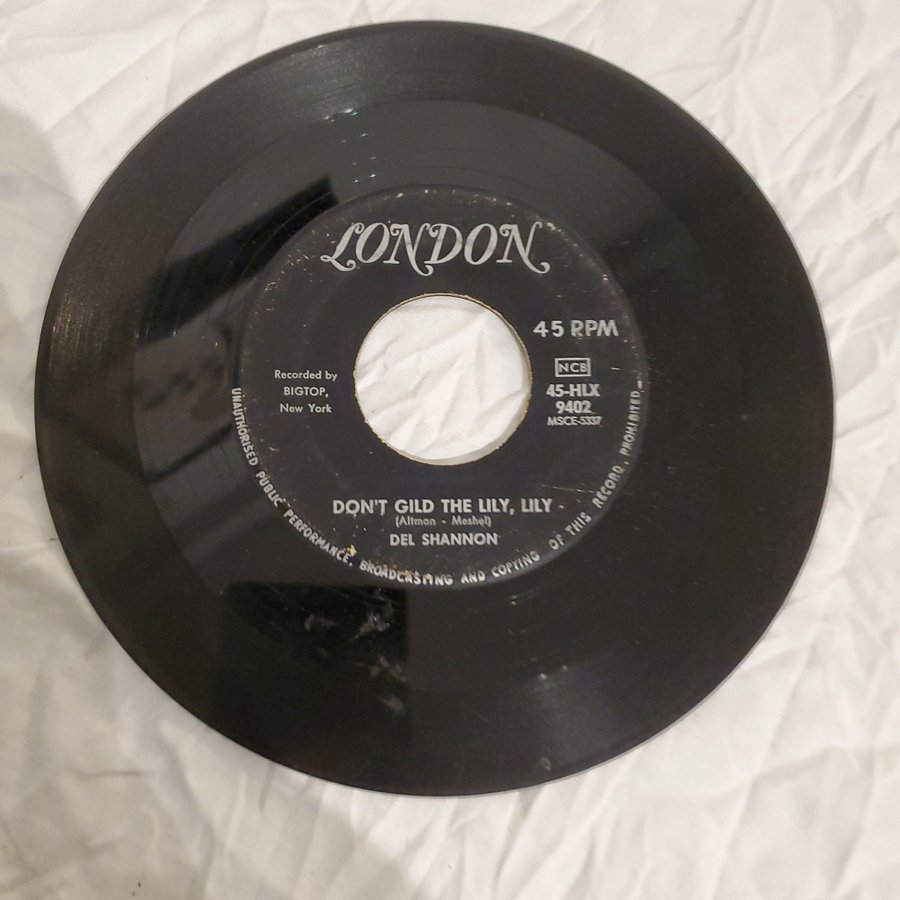 LONDON
45 RPM
Recorded by
BIGTOP,
New York
NCB
45-HLX
9402
MSCE-5337
DON'T GILD THE LILY, LILY
(Altman - Meshel)
DEL SHANNON
UNAUTHORISED PUBLIC PERFORMANCE, BROADCASTING AND COPYING OF THIS RECORD PROHIBITED